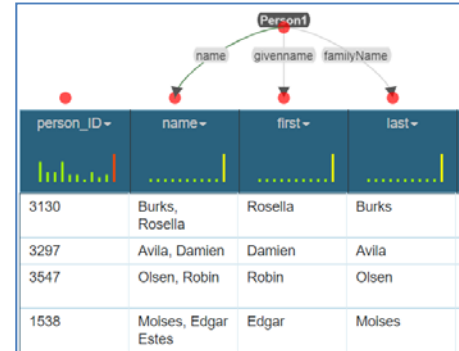 Person1
name givenname familyName
person_ID name first last
3130 Burks, Rosella Burks
Rosella
3297 Avila, Damien Damien Avila
3547 Olsen, Robin Robin Olsen
1538 Moises, Edgar Edgar Moises
Estes